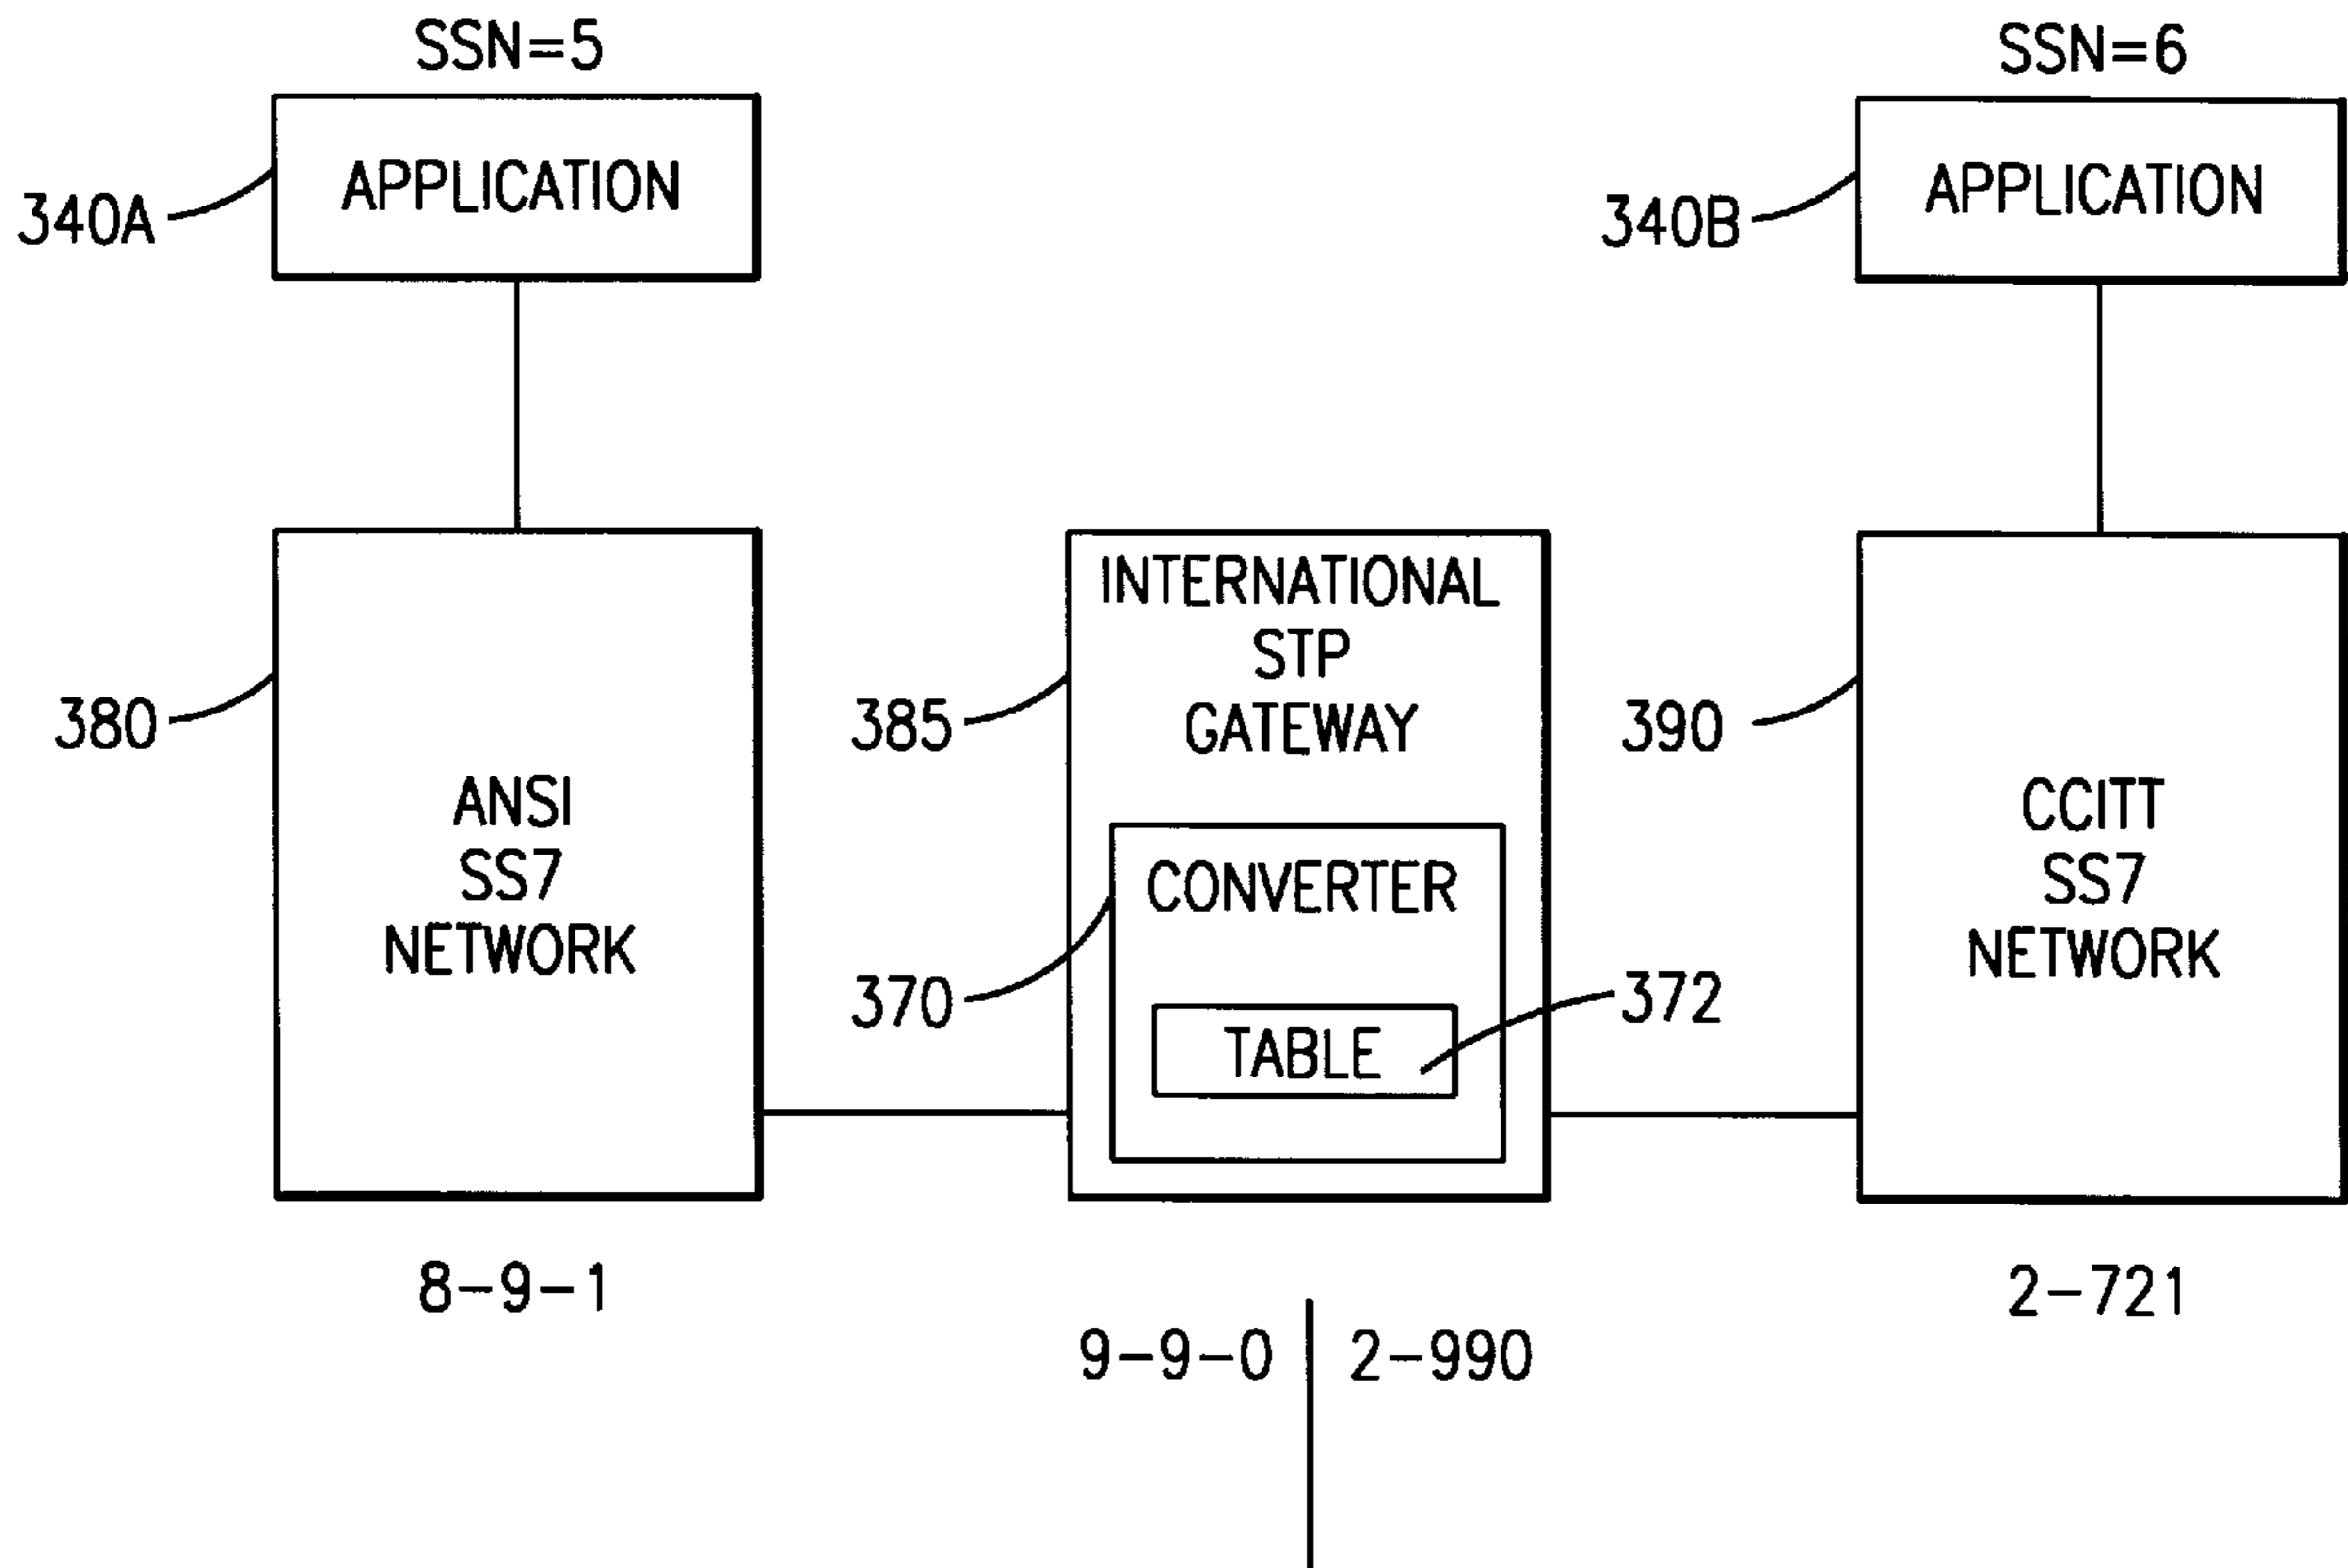 SSN=5
SSN=6
APPLICATION
340A
APPLICATION
340B
INTERNATIONAL
STP
GATEWAY
380
385
390
ANSI
SS7
NETWORK
CONVERTER
CCITT
SS7
NETWORK
370
TABLE
372
8-9-1
2-721
9-9-0
2-990